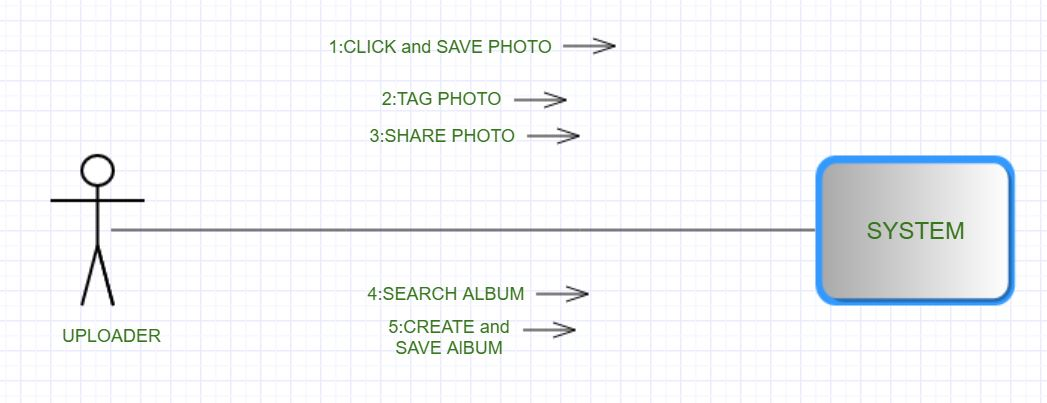 1:CLICK and SAVE PHOTO
2:TAG PHOTO
3:SHARE PHOTO
SYSTEM
4:SEARCH ALBUM
5:CREATE and
SAVE AlBUM
UPLOADER